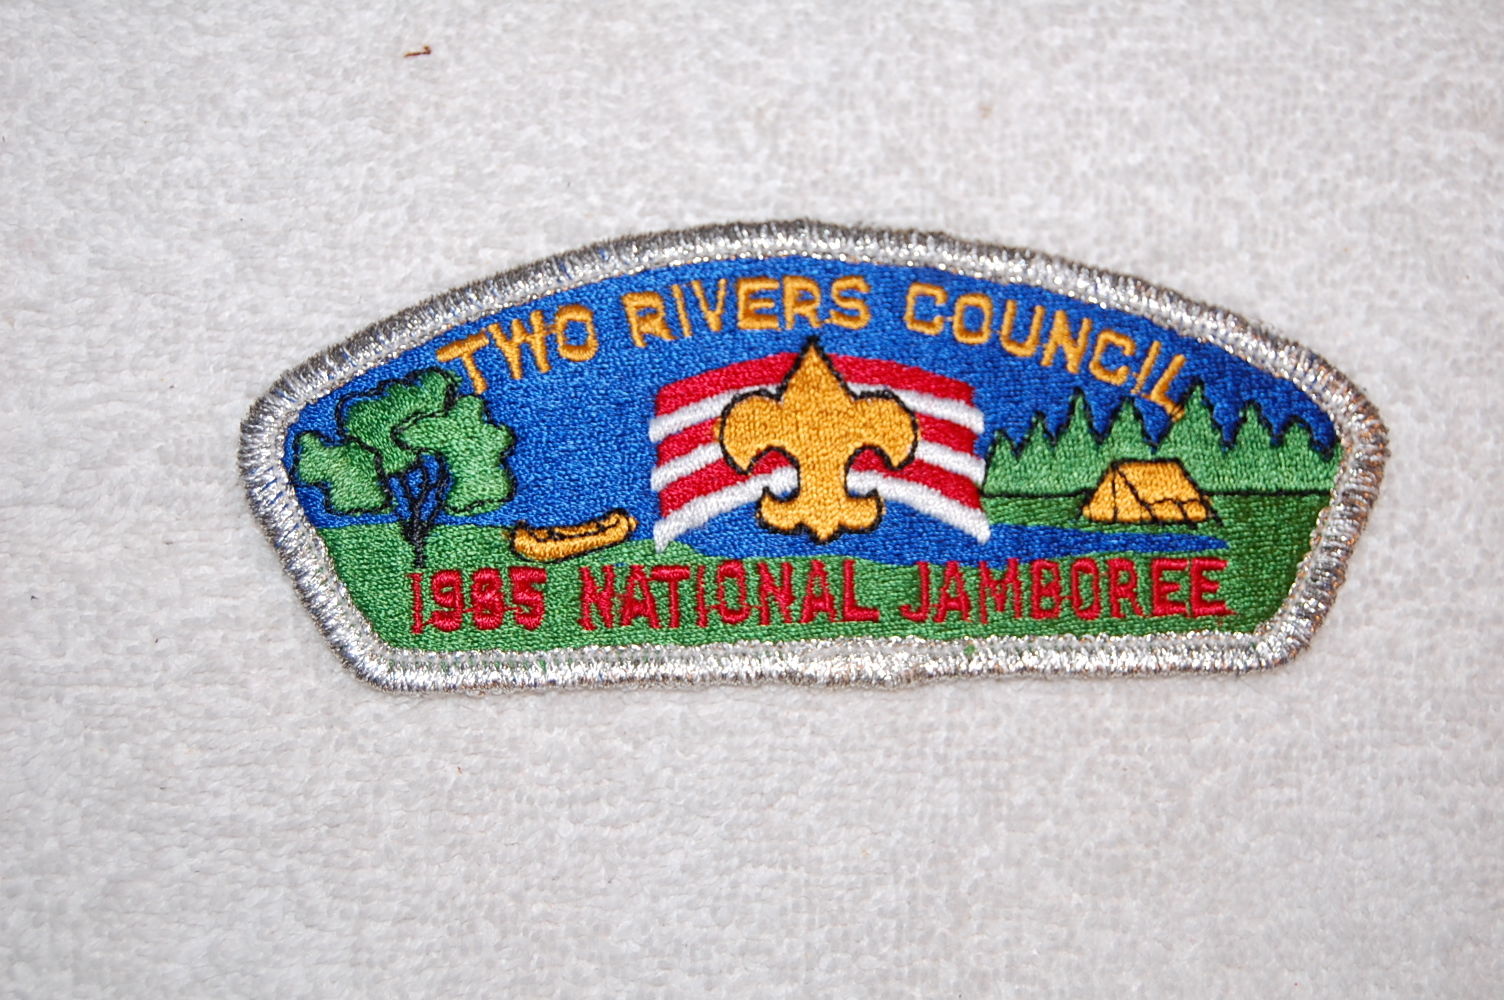 TWO RIVERS COUNCIL
1985 NATIONAL JAMBOREE